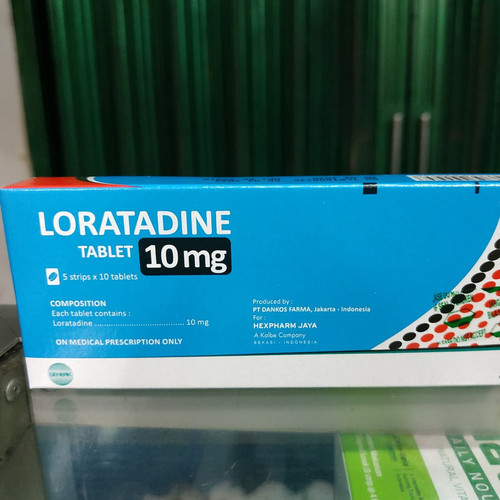 LORATADINE
TABLET 10 mg
5 strips x 10 tablets
COMPOSITION
Each tablet contains :
Loratadine ........................................ 10 mg
ON MEDICAL PRESCRIPTION ONLY
Produced by :
PT DANKOS FARMA, Jakarta - Indonesia
For :
HEXPHARM JAYA
A Kalbe Company
BEKASI - INDONESIA